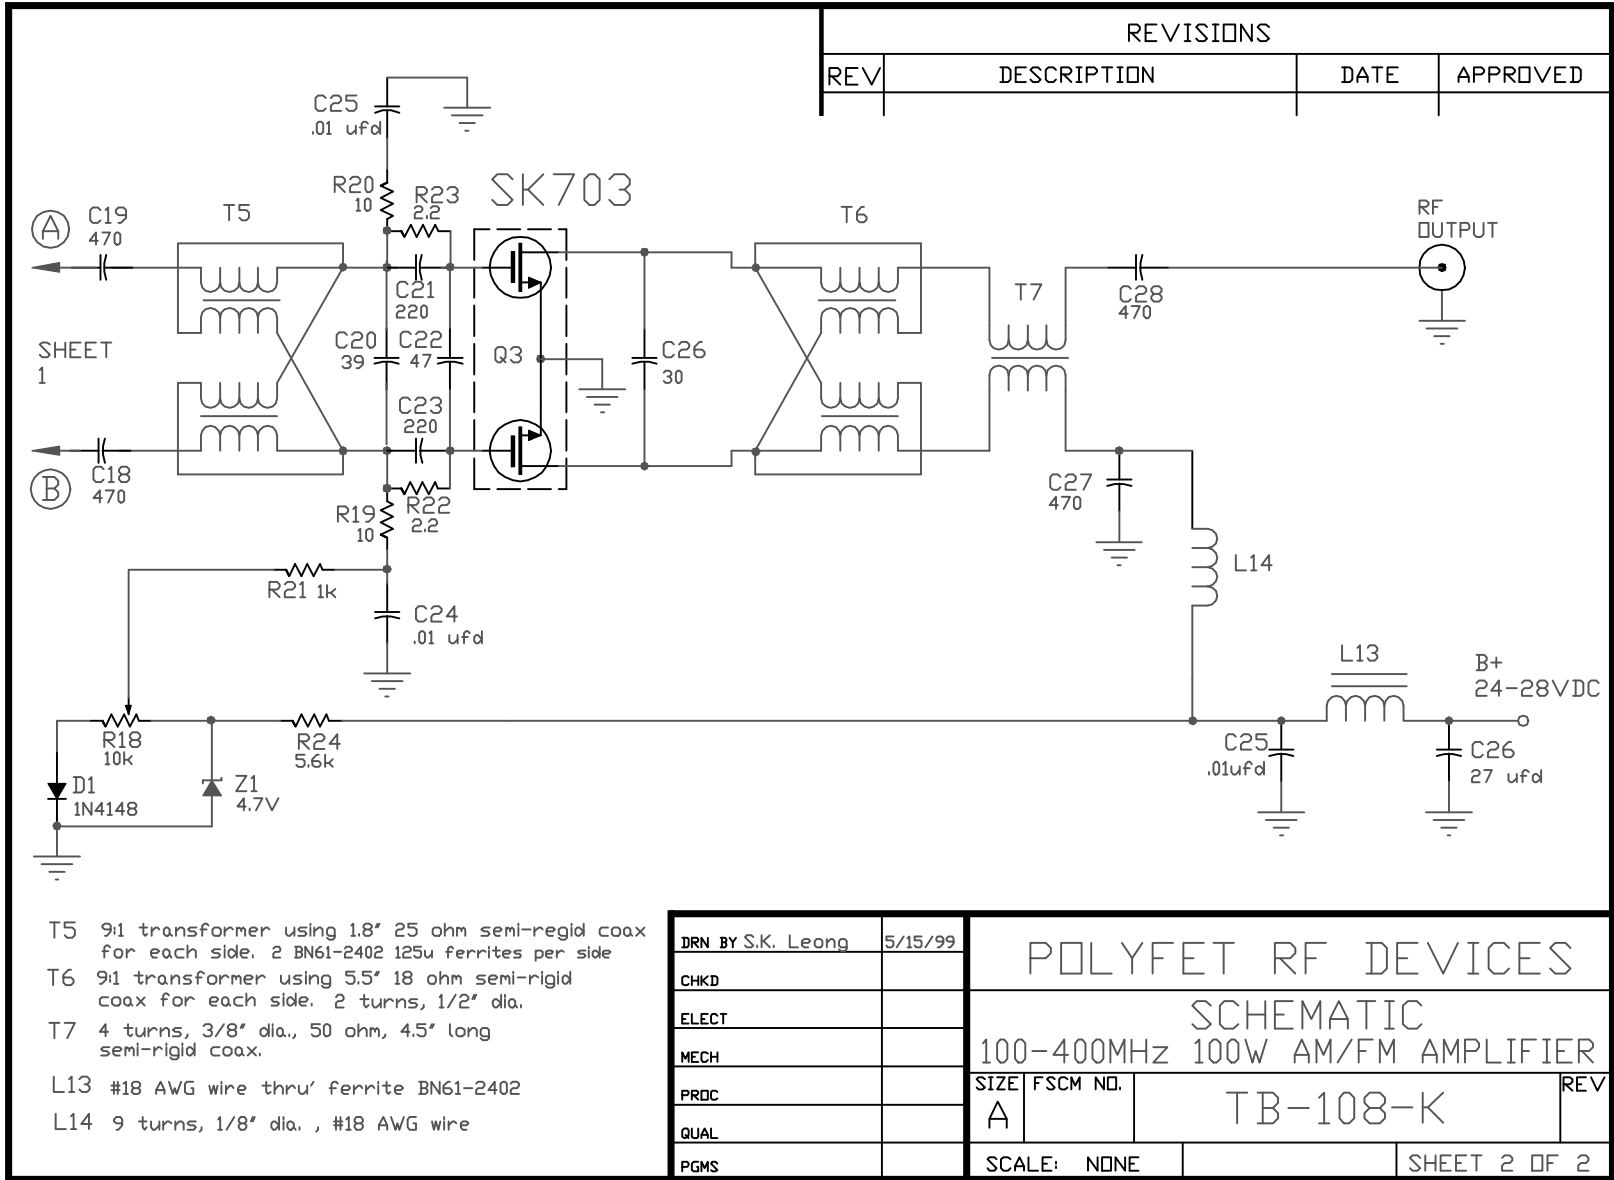 REVISIONS
REV DESCRIPTION DATE APPROVED
C25
.01 ufd
R20
10
R23
2.2
SK703
A
C19
470
T5
T6
RF
OUTPUT
C21
220
T7
C28
470
SHEET
1
C20
39
C22
47
Q3
C26
30
C23
220
B
C18
470
R19
10
R22
2.2
C27
470
R21 1k
L14
C24
.01 ufd
L13
B+
24-28VDC
R18
10k
R24
5.6k
C25
.01ufd
C26
27 ufd
D1
1N4148
Z1
4.7V
T5 9:1 transformer using 1.8" 25 ohm semi-regid coax
for each side. 2 BN61-2402 125u ferrites per side
T6 9:1 transformer using 5.5" 18 ohm semi-rigid
coax for each side. 2 turns, 1/2" dia.
T7 4 turns, 3/8" dia., 50 ohm, 4.5" long
semi-rigid coax.
L13 #18 AWG wire thru' ferrite BN61-2402
L14 9 turns, 1/8" dia. , #18 AWG wire
DRN BY S.K. Leong 5/15/99
CHKD
ELECT
MECH
PROC
QUAL
PGMS
POLYFET RF DEVICES
SCHEMATIC
100-400MHz 100W AM/FM AMPLIFIER
SIZE FSCM NO. REV
A TB-108-K
SCALE: NONE SHEET 2 OF 2